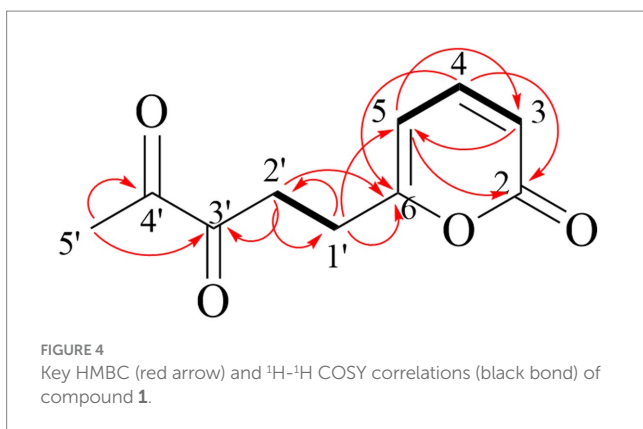 4
O
5
3
2'
2
4'
3'
6
O
O
5'
1'
O
FIGURE 4
Key HMBC (red arrow) and ¹H-¹H COSY correlations (black bond) of
compound 1.